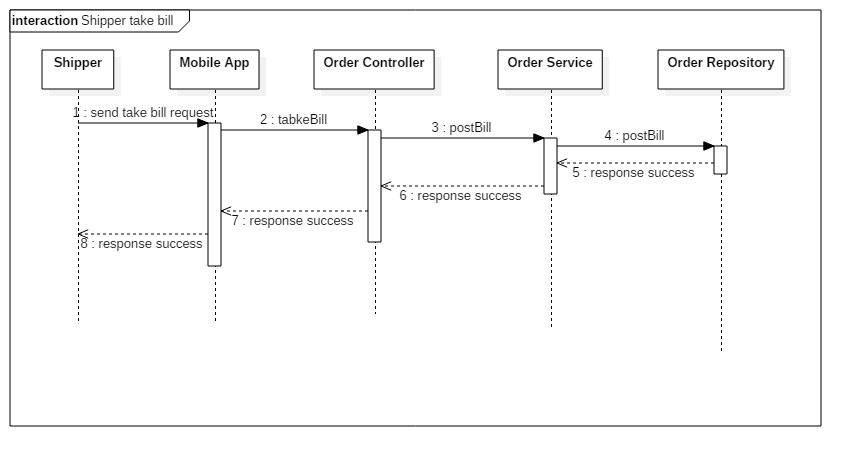 interaction Shipper take bill
Shipper
Mobile App
Order Controller
Order Service
Order Repository
1 : send take bill request
2 : tabkeBill
3 : postBill
4 : postBill
5 : response success
6 : response success
7 : response success
8 : response success